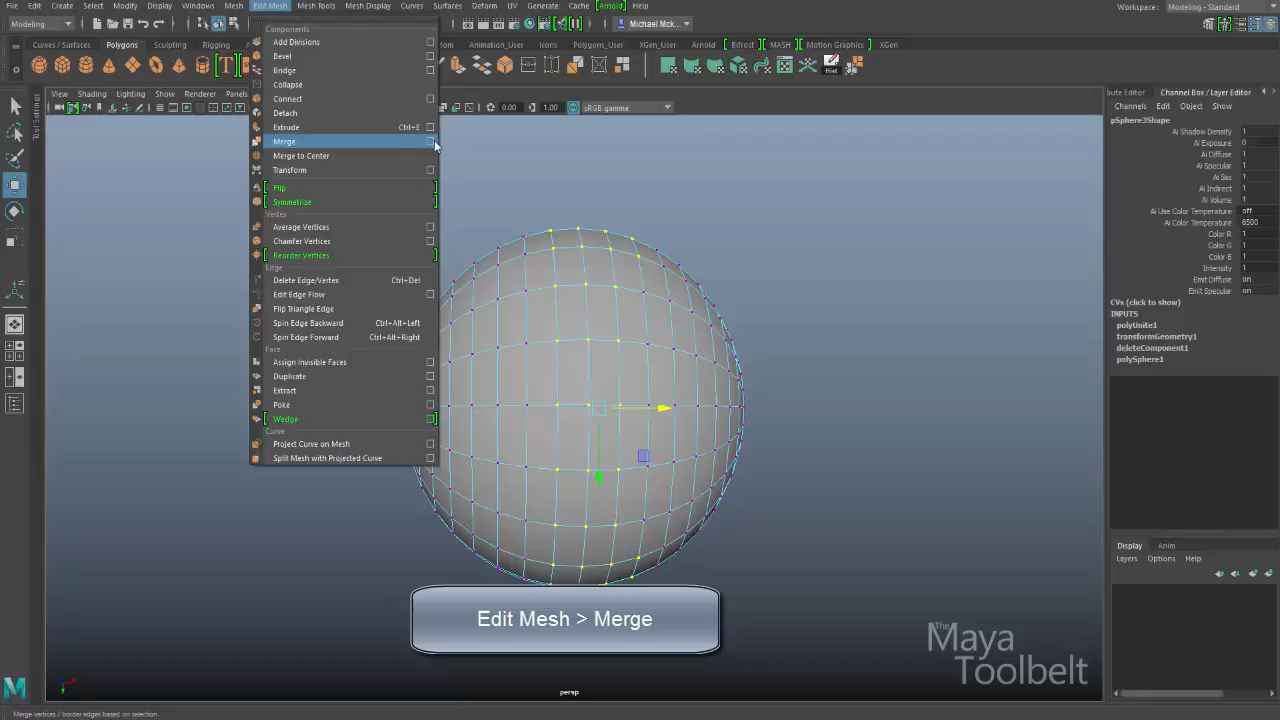 File Edit Create Select Modify Display Windows Mesh Edit Mesh Mesh Tools Mesh Display Curves Surfaces Deform UV Generate Cache Arnold Help Workspace: Modeling - Standard
Modeling Michael Mck...
Curves / Surfaces Polygons Sculpting Rigging tom Animation_User Icons Polygons_User XGen_User Arnold Bifrost MASH Motion Graphics XGen
Hist
View Shading Lighting Show Renderer Panels
0.00 1.00 sRGB gamma
Tool Settings
Components
Add Divisions
Bevel
Bridge
Collapse
Connect
Detach
Extrude Ctrl+E
Merge
Merge to Center
Transform
Flip
Symmetrize
Vertex
Average Vertices
Chamfer Vertices
Reorder Vertices
Edge
Delete Edge/Vertex Ctrl+Del
Edit Edge Flow
Flip Triangle Edge
Spin Edge Backward Ctrl+Alt+Left
Spin Edge Forward Ctrl+Alt+Right
Face
Assign Invisible Faces
Duplicate
Extract
Poke
Wedge
Curve
Project Curve on Mesh
Split Mesh with Projected Curve
Edit Mesh > Merge
persp
The
Maya
Toolbelt
ute Editor Channel Box / Layer Editor
Channels Edit Object Show
pSphere3Shape
Ai Shadow Density 1
Ai Exposure 0
Ai Diffuse 1
Ai Specular 1
Ai Sss 1
Ai Indirect 1
Ai Volume 1
Ai Use Color Temperature off
Ai Color Temperature 6500
Color R 1
Color G 1
Color B 1
Intensity 1
Emit Diffuse on
Emit Specular on
CVs (click to show)
INPUTS
polyUnite1
transformGeometry1
deleteComponent1
polySphere1
Display Anim
Layers Options Help
Merge vertices / border edges based on selection